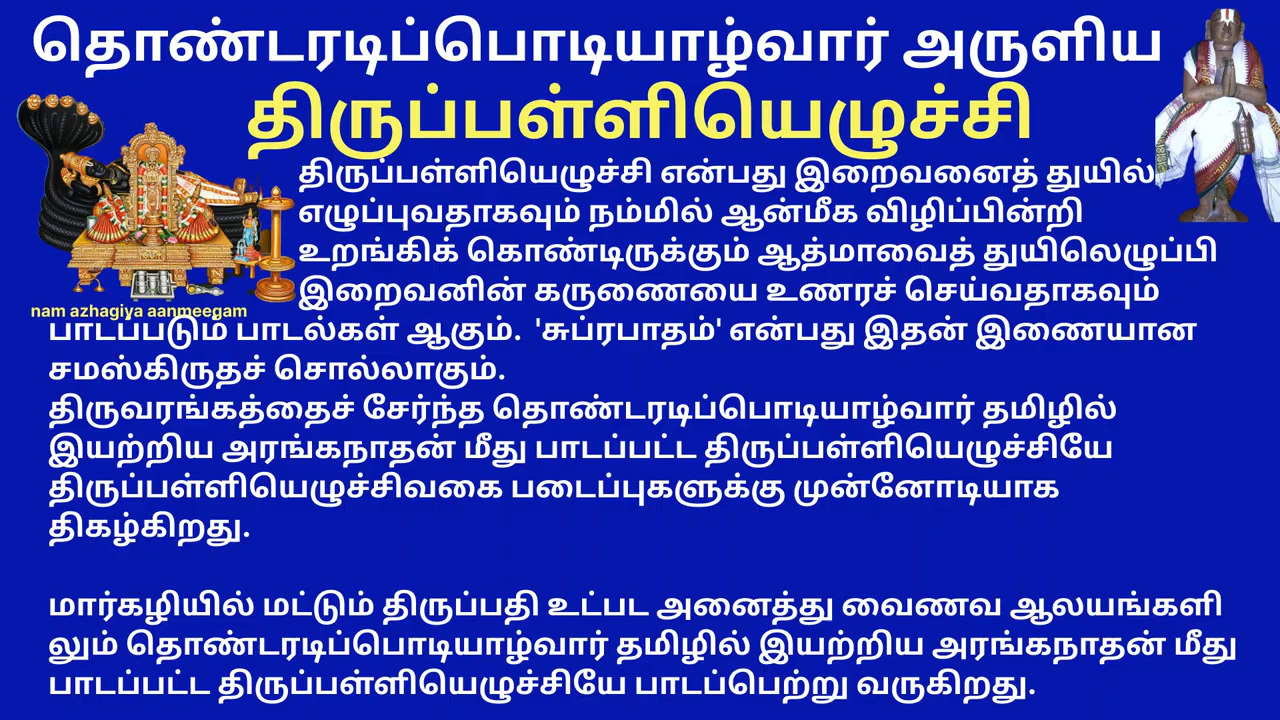 தொண்டரடிப்பொடியாழ்வார் அருளிய
திருப்பள்ளியெழுச்சி
திருப்பள்ளியெழுச்சி என்பது இறைவனைத் துயில்
எழுப்புவதாகவும் நம்மில் ஆன்மீக விழிப்பின்றி
உறங்கிக் கொண்டிருக்கும் ஆத்மாவைத் துயிலெழுப்பி
இறைவனின் கருணையை உணரச் செய்வதாகவும்
nam azhagiya aanmeegam
பாடப்படும் பாடல்கள் ஆகும். 'சுப்ரபாதம்' என்பது இதன் இணையான
சமஸ்கிருதச் சொல்லாகும்.
திருவரங்கத்தைச் சேர்ந்த தொண்டரடிப்பொடியாழ்வார் தமிழில்
இயற்றிய அரங்கநாதன் மீது பாடப்பட்ட திருப்பள்ளியெழுச்சியே
திருப்பள்ளியெழுச்சிவகை படைப்புகளுக்கு முன்னோடியாக
திகழ்கிறது.
மார்கழியில் மட்டும் திருப்பதி உட்பட அனைத்து வைணவ ஆலயங்களி
லும் தொண்டரடிப்பொடியாழ்வார் தமிழில் இயற்றிய அரங்கநாதன் மீது
பாடப்பட்ட திருப்பள்ளியெழுச்சியே பாடப்பெற்று வருகிறது.